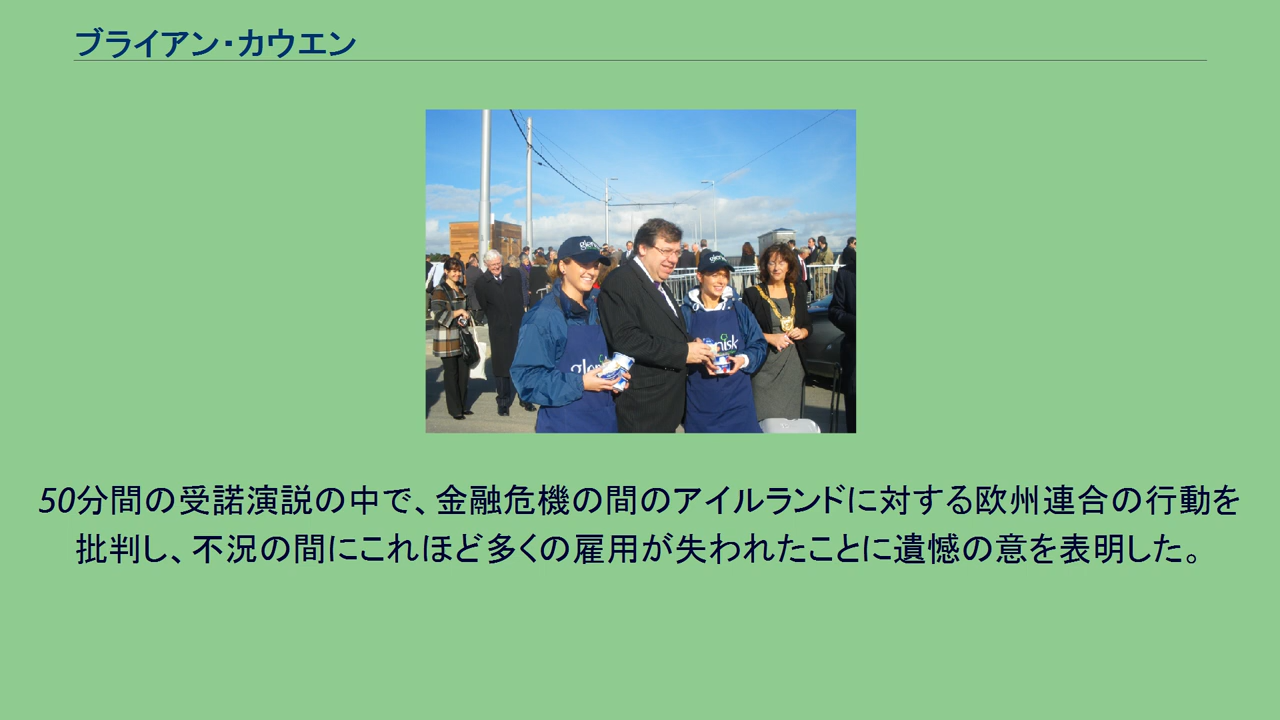 ブライアン・カウエン
glenisk
50分間の受諾演説の中で、金融危機の間のアイルランドに対する欧州連合の行動を
批判し、不況の間にこれほど多くの雇用が失われたことに遺憾の意を表明した。